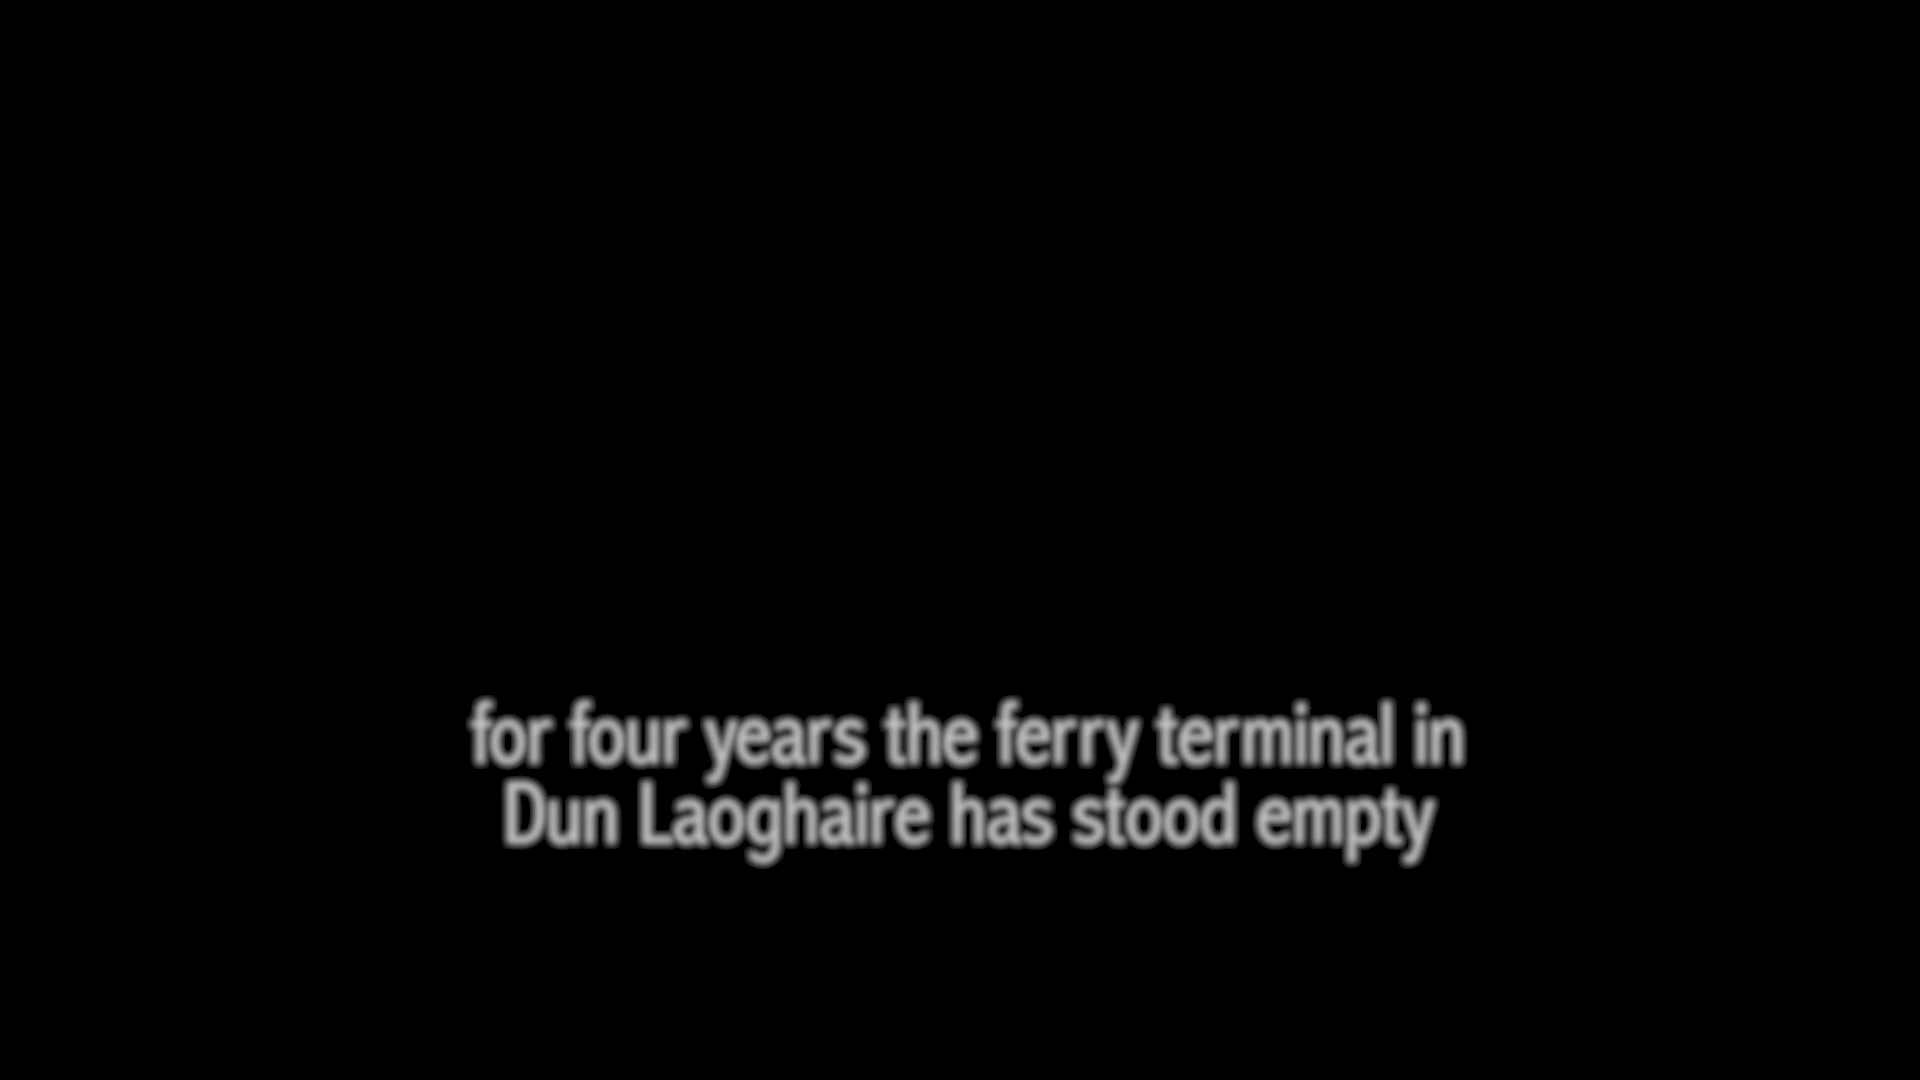 for four years the ferry terminal in
Dun Laoghaire has stood empty